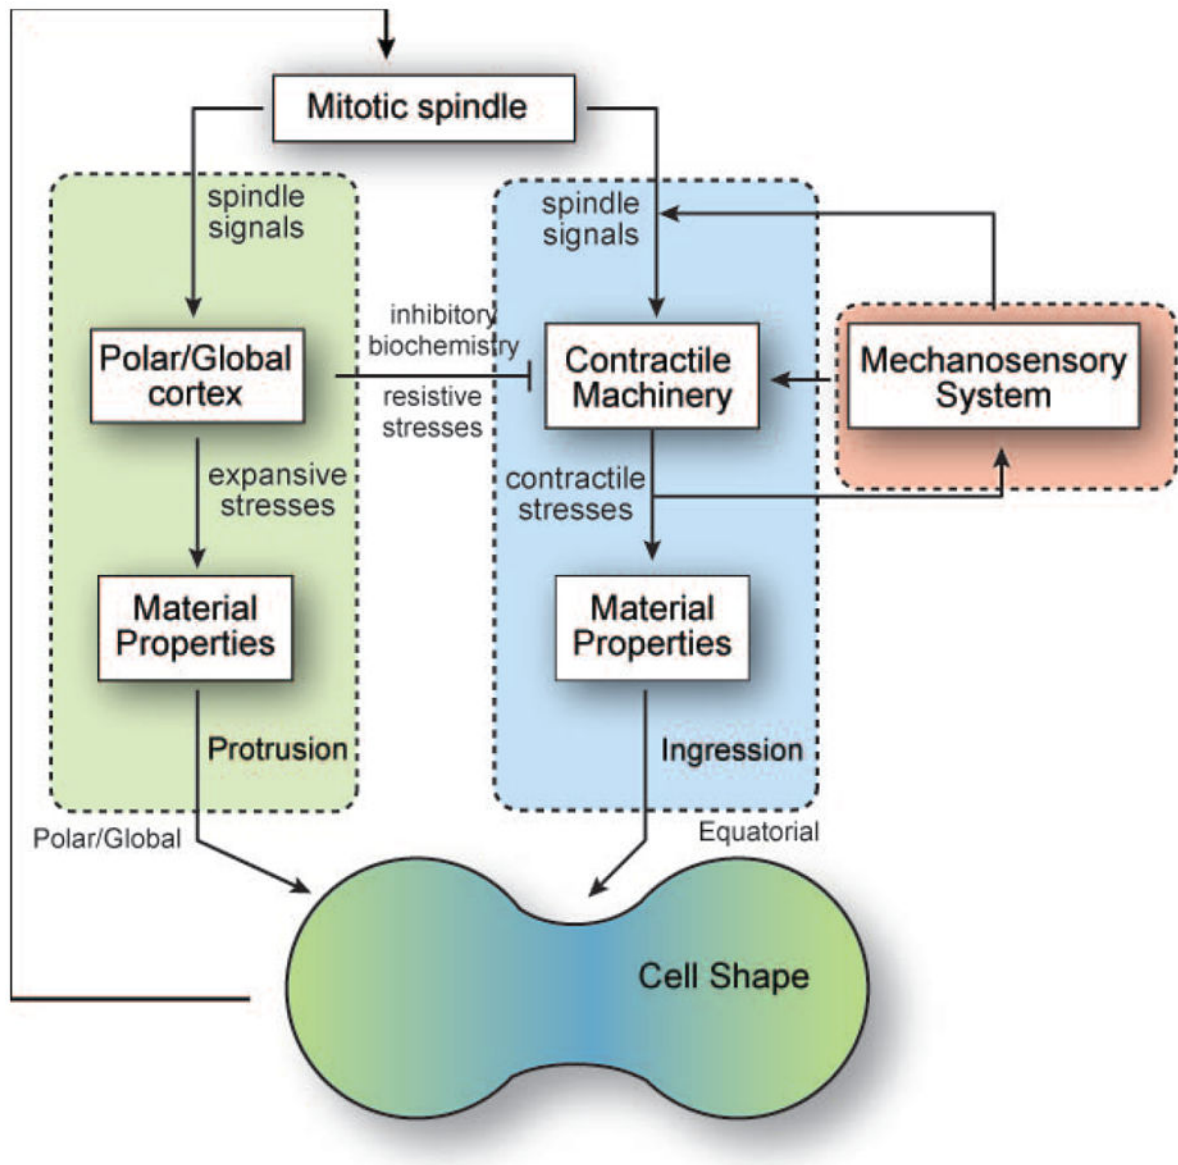 Mitotic spindle
spindle
signals
spindle
signals
inhibitory
biochemistry
resistive
stresses
Polar/Global
cortex
Contractile
Machinery
Mechanosensory
System
expansive
stresses
contractile
stresses
Material
Properties
Material
Properties
Protrusion
Ingression
Polar/Global
Equatorial
Cell Shape